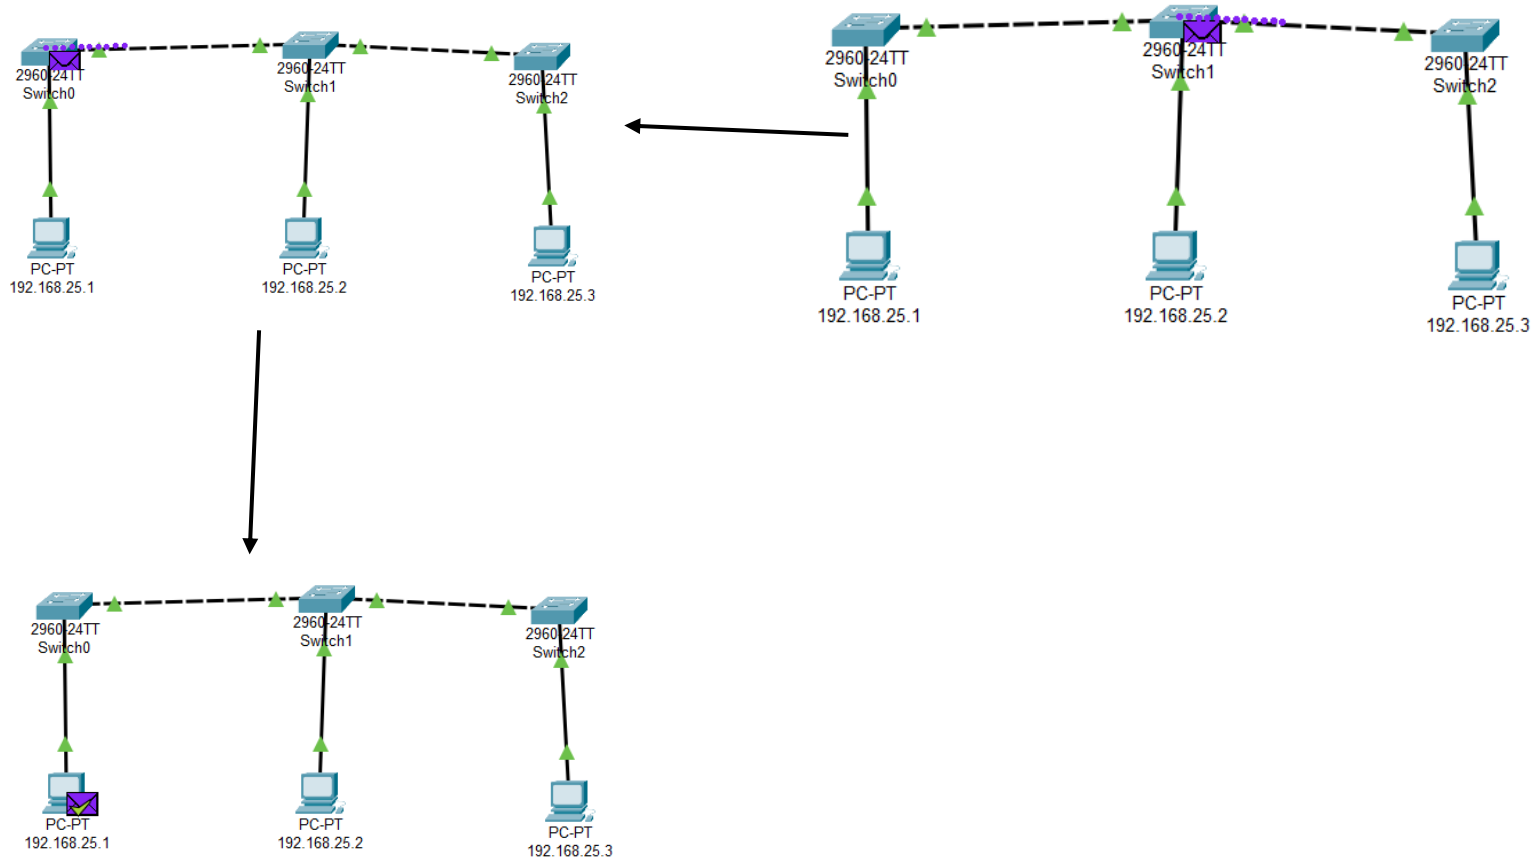 2960-24TT
Switch0
2960-24TT
Switch1
2960-24TT
Switch2
PC-PT
192.168.25.1
PC-PT
192.168.25.2
PC-PT
192.168.25.3
2960-24TT
Switch0
2960-24TT
Switch1
2960-24TT
Switch2
PC-PT
192.168.25.1
PC-PT
192.168.25.2
PC-PT
192.168.25.3
2960-24TT
Switch0
2960-24TT
Switch1
2960-24TT
Switch2
PC-PT
192.168.25.1
PC-PT
192.168.25.2
PC-PT
192.168.25.3